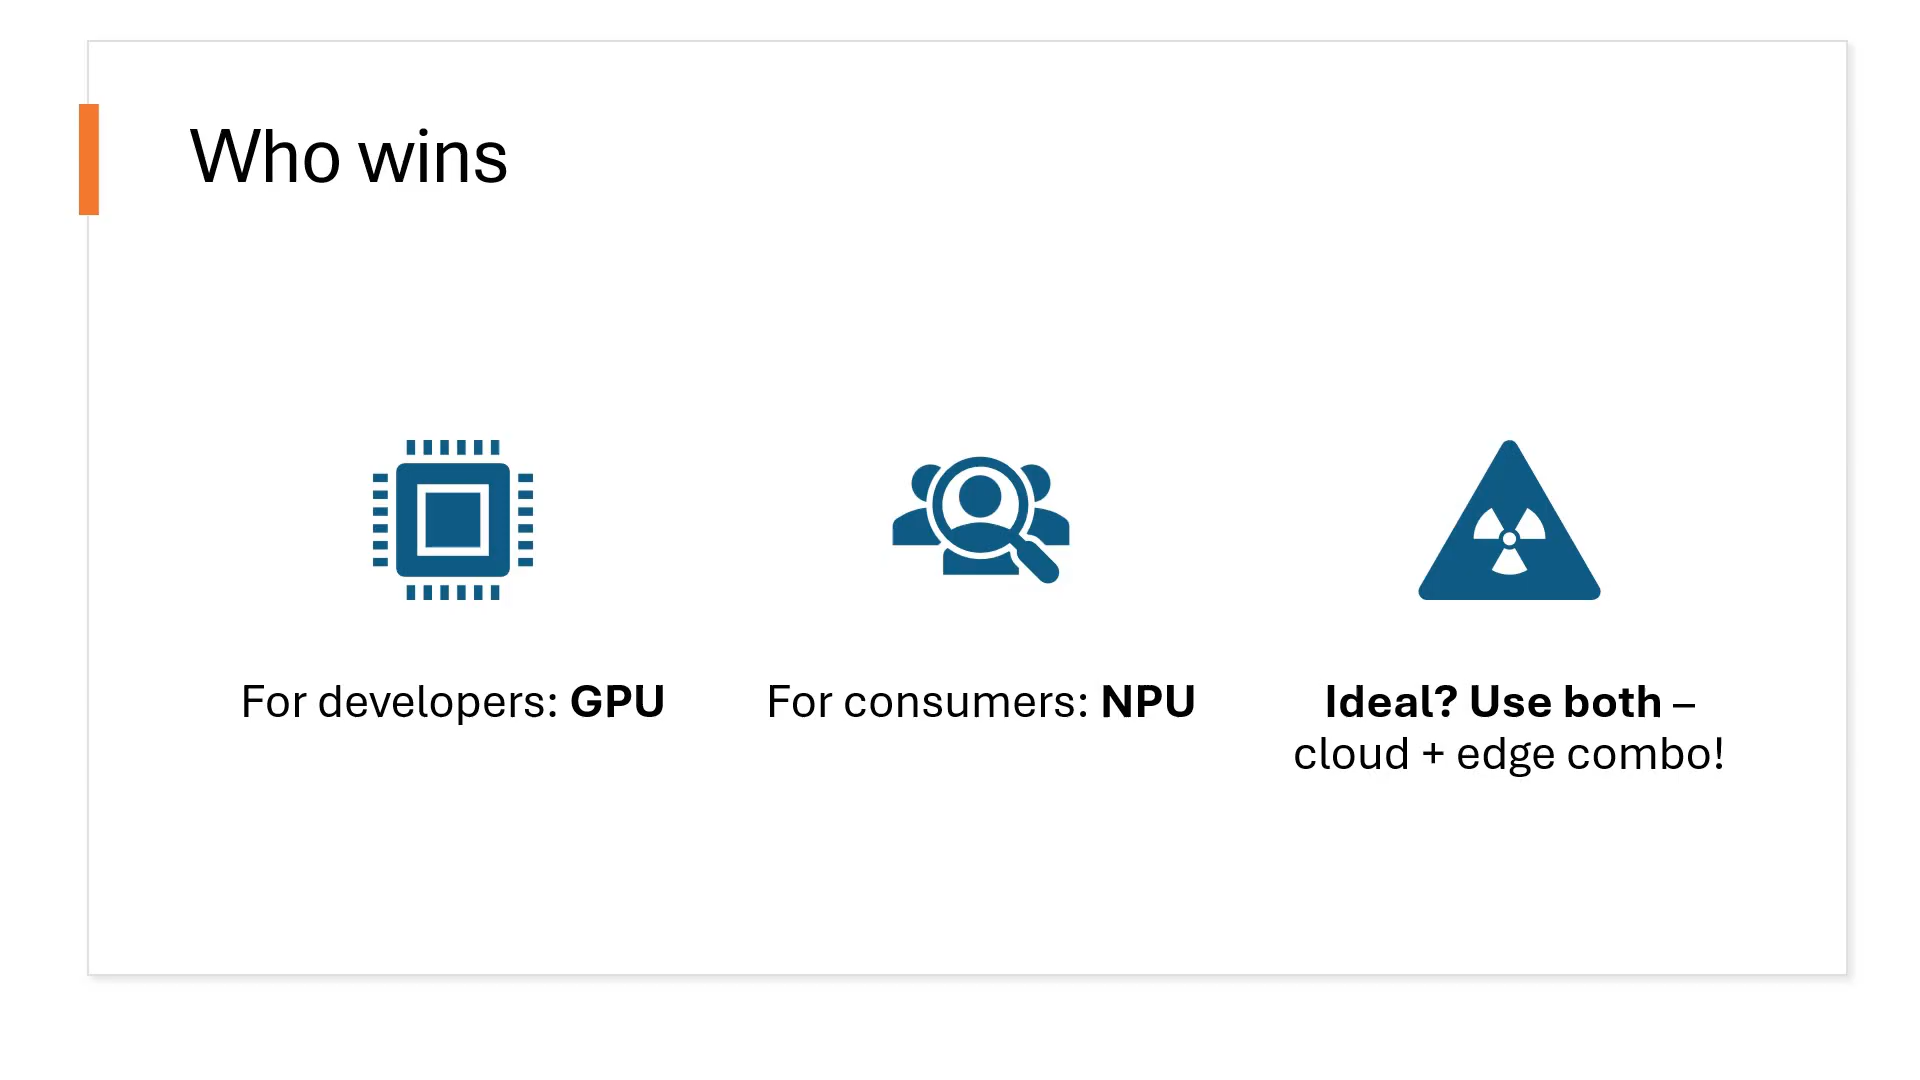 Who wins
For developers: GPU
For consumers: NPU
Ideal? Use both –
cloud + edge combo!